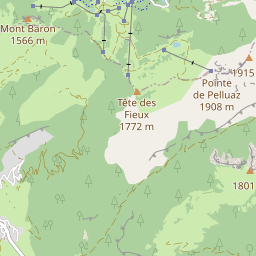 Mont Baron
1566 m
1915
Pointe
de Pelluaz
1908 m
Tête des
Fieux
1772 m
1801